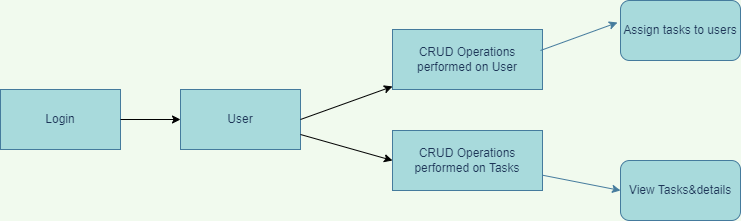 Login
User
CRUD Operations
performed on User
Assign tasks to users
CRUD Operations
performed on Tasks
View Tasks&details